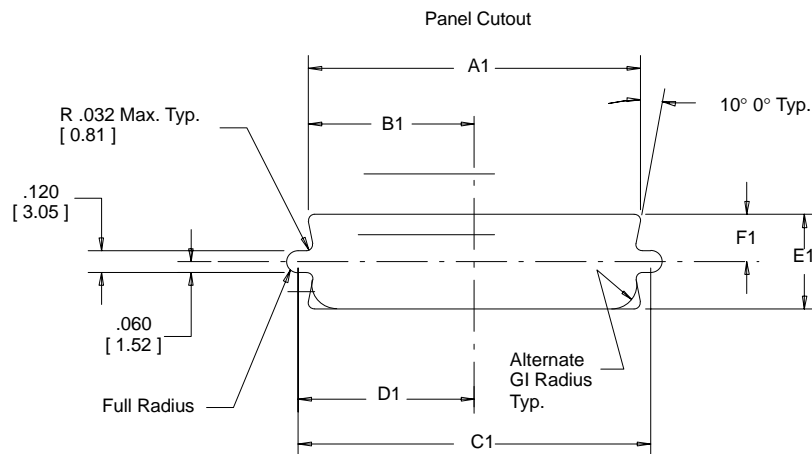 Panel Cutout
A1
R .032 Max. Typ.
[ 0.81 ]
10° 0° Typ.
B1
.120
[ 3.05 ]
F1
E1
.060
[ 1.52 ]
Alternate
GI Radius
Typ.
Full Radius
D1
C1